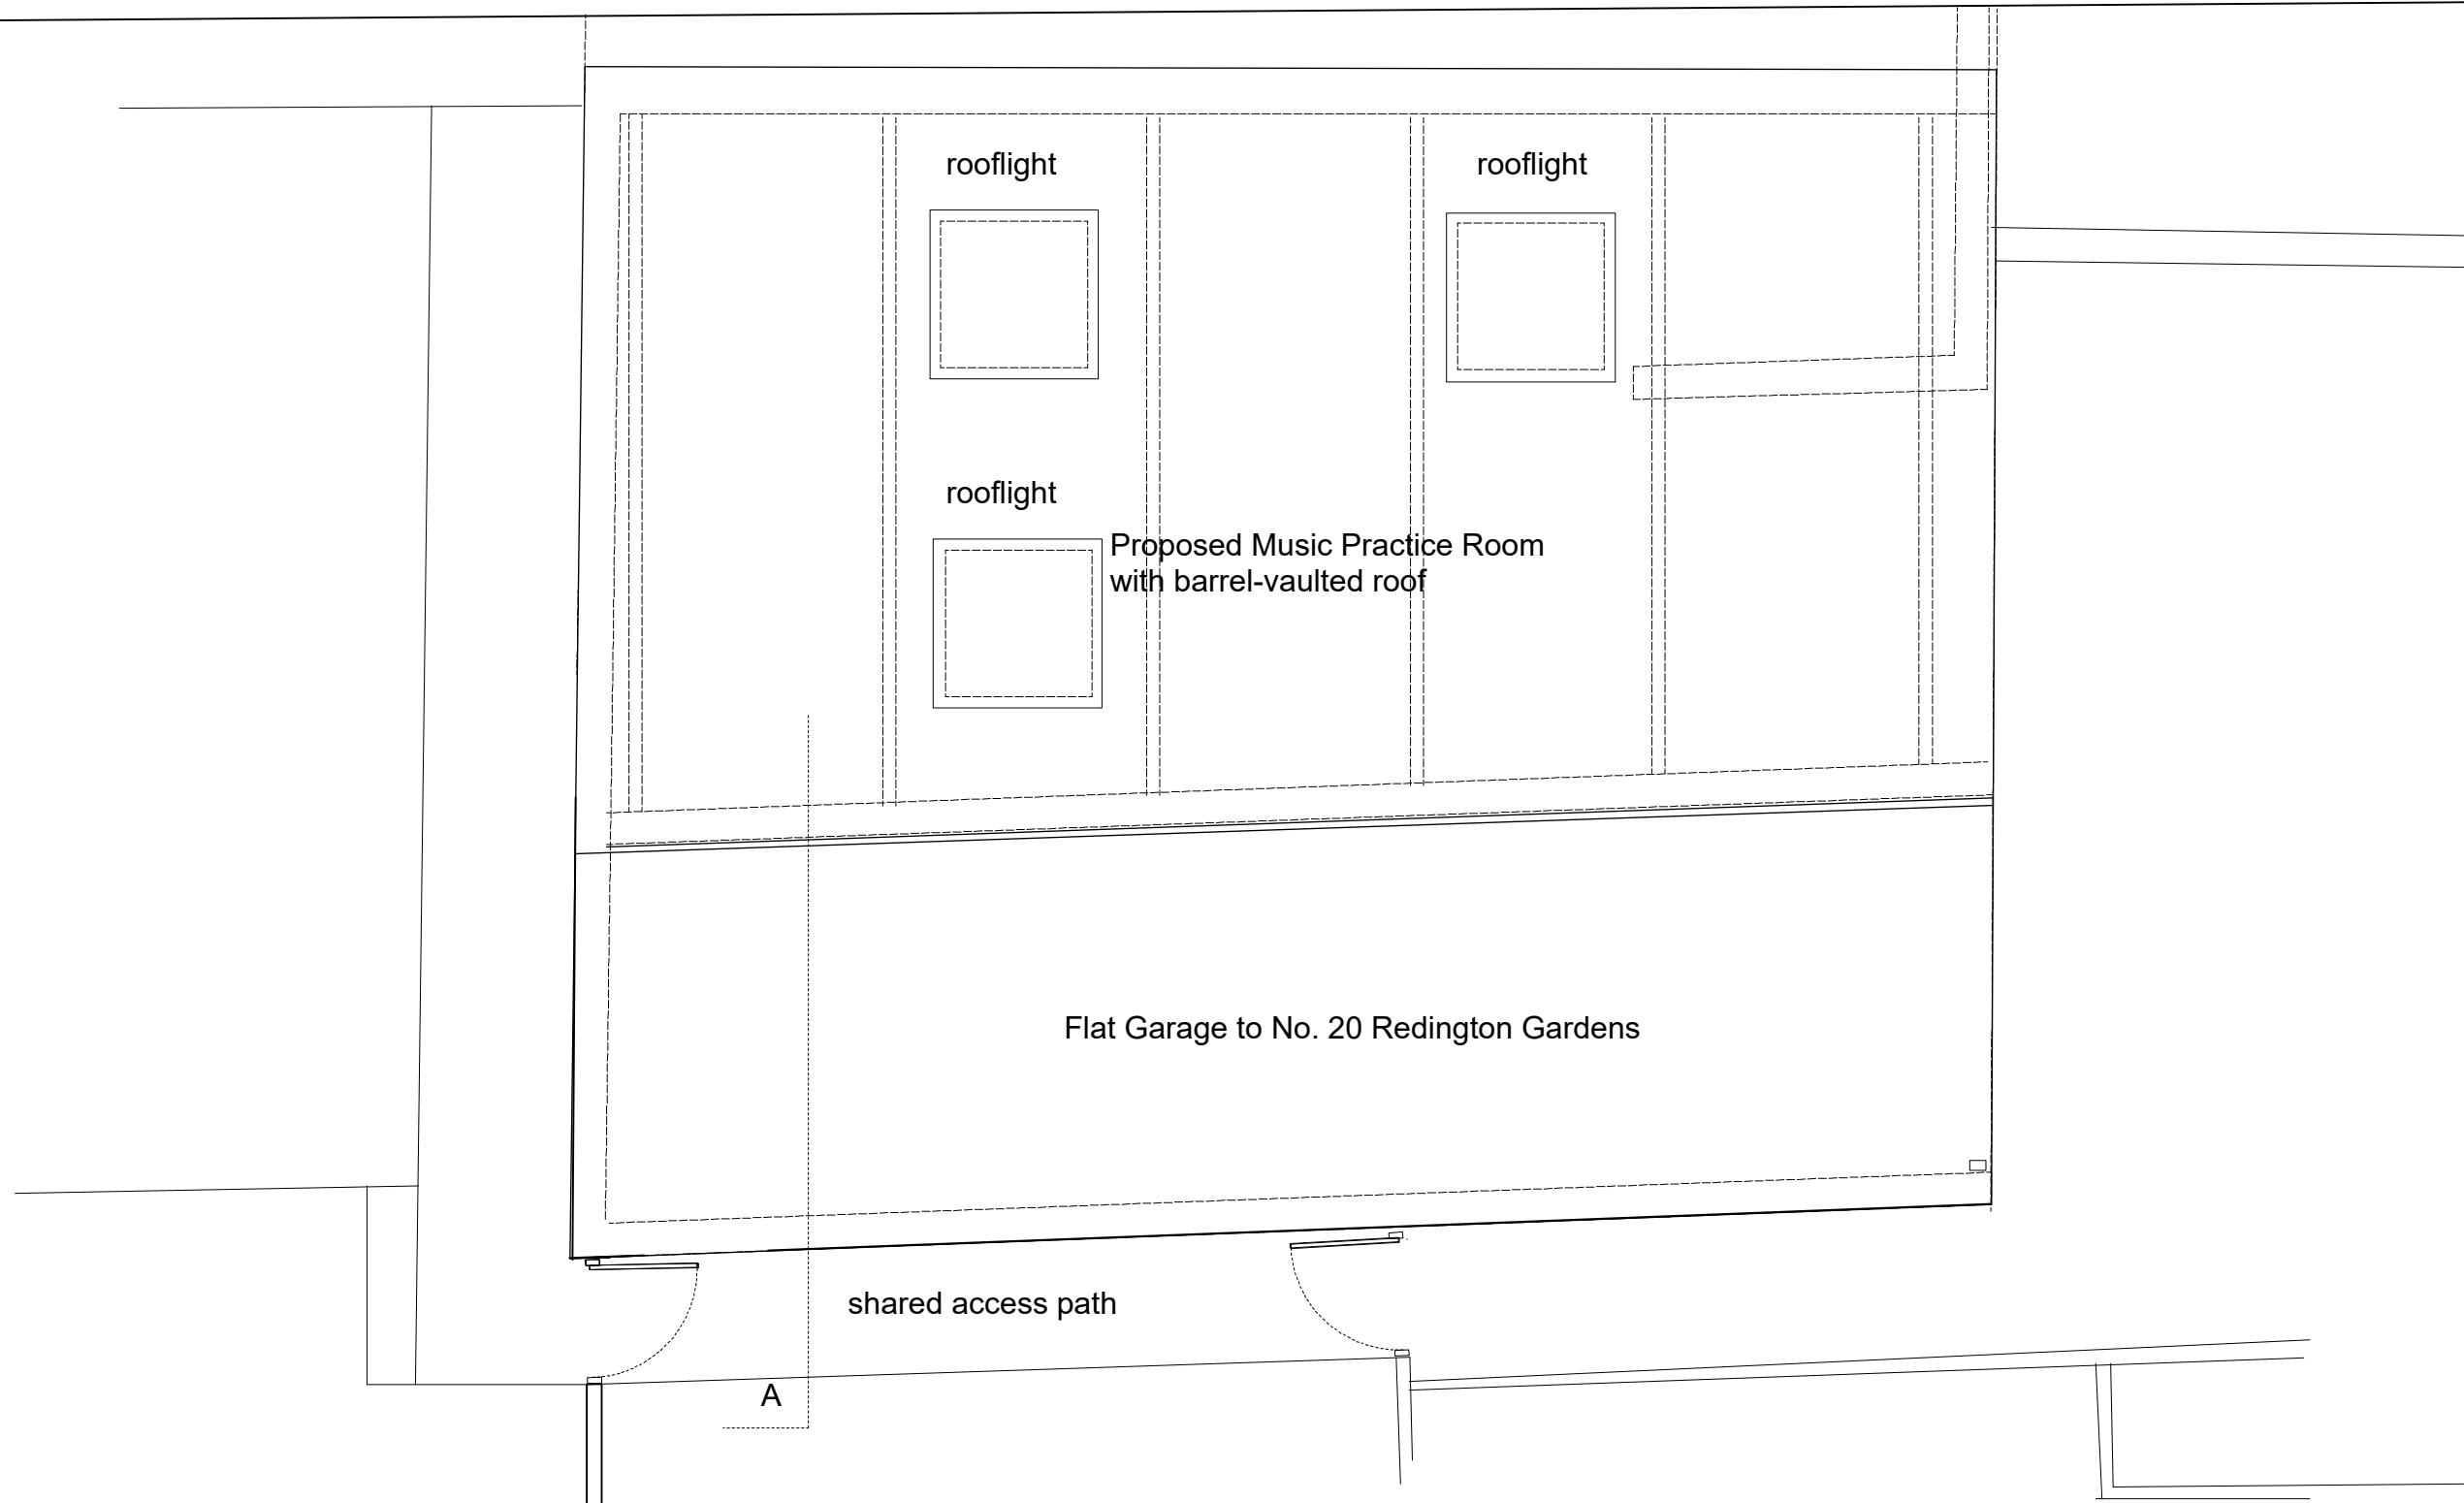 rooflight
rooflight
rooflight
Proposed Music Practice Room
with barrel-vaulted roof
Flat Garage to No. 20 Redington Gardens
shared access path
A